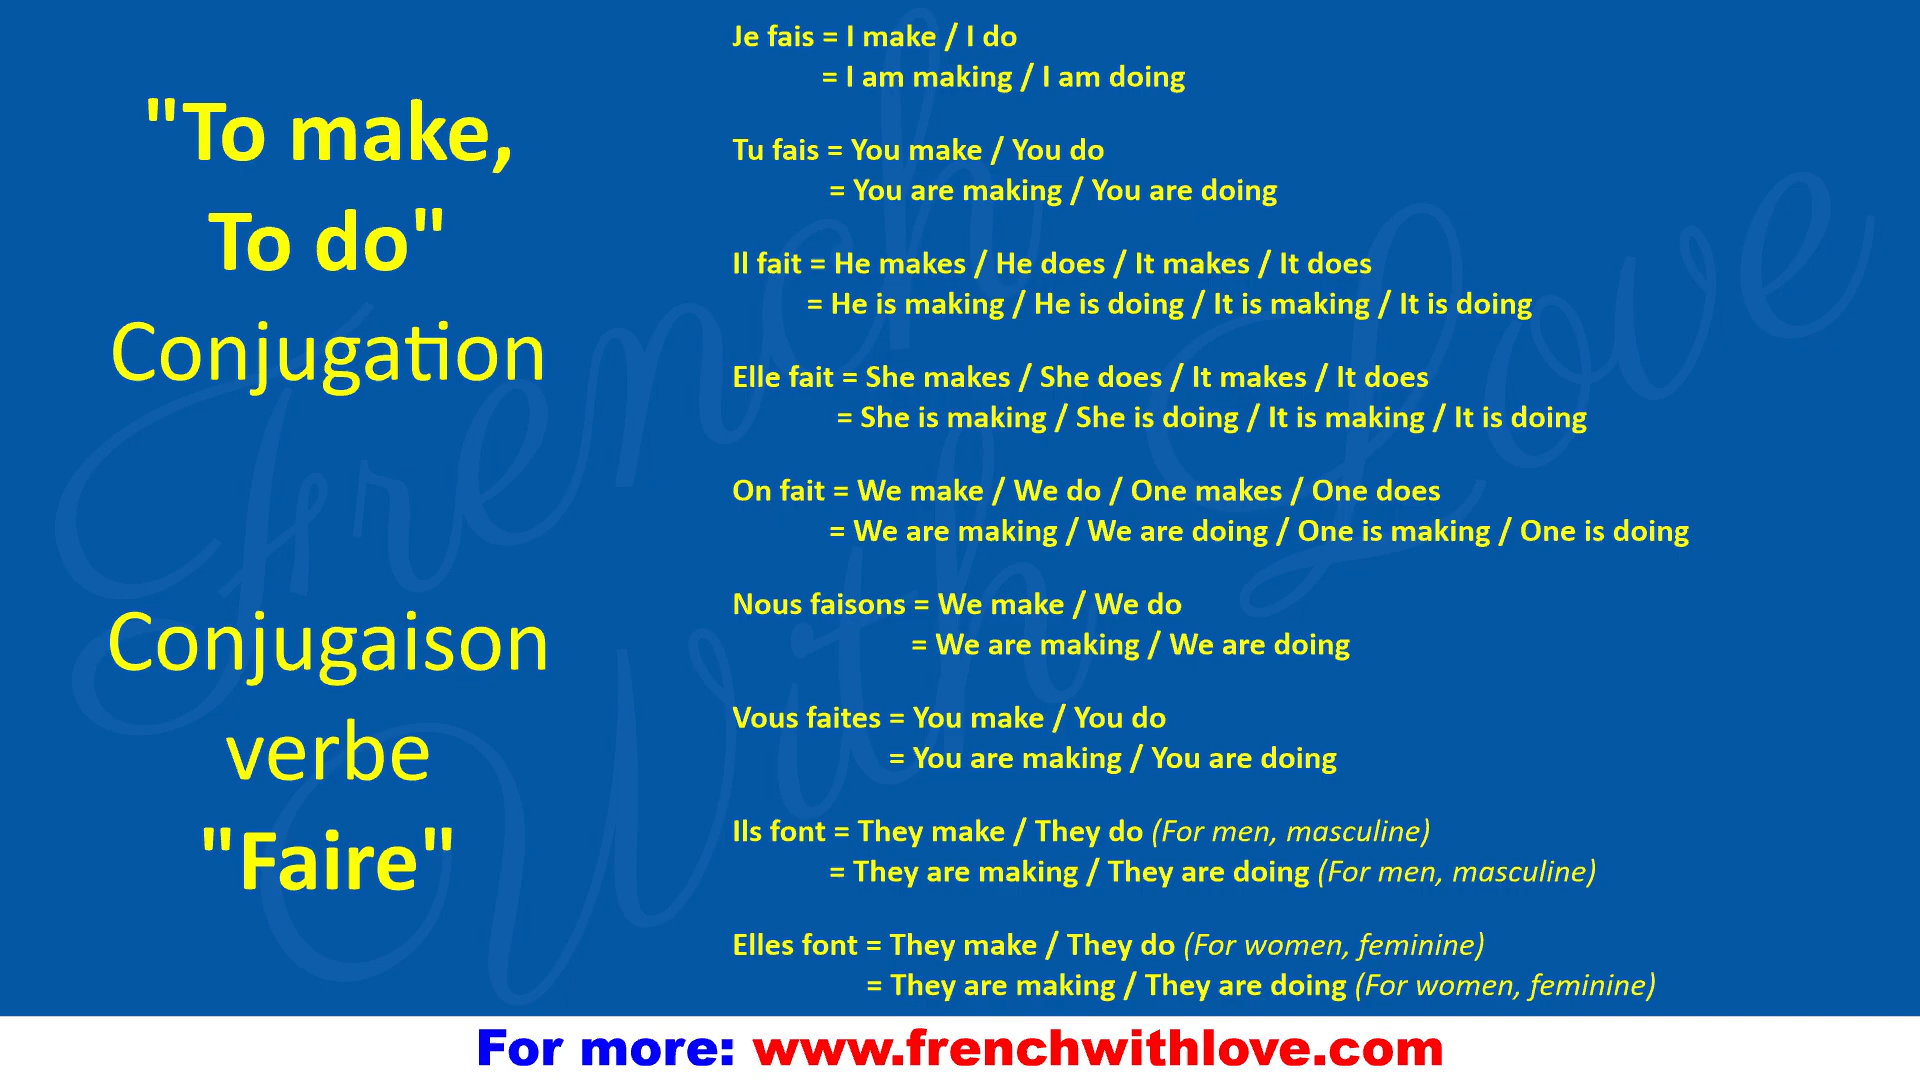 "To make,
To do"
Conjugation
Conjugaison
verbe
"Faire"
Je fais = I make / I do
= I am making / I am doing
Tu fais = You make / You do
= You are making / You are doing
Il fait = He makes / He does / It makes / It does
= He is making / He is doing / It is making / It is doing
Elle fait = She makes / She does / It makes / It does
= She is making / She is doing / It is making / It is doing
On fait = We make / We do / One makes / One does
= We are making / We are doing / One is making / One is doing
Nous faisons = We make / We do
= We are making / We are doing
Vous faites = You make / You do
= You are making / You are doing
Ils font = They make / They do (For men, masculine)
= They are making / They are doing (For men, masculine)
Elles font = They make / They do (For women, feminine)
= They are making / They are doing (For women, feminine)
For more: www.frenchwithlove.com
French
With Love